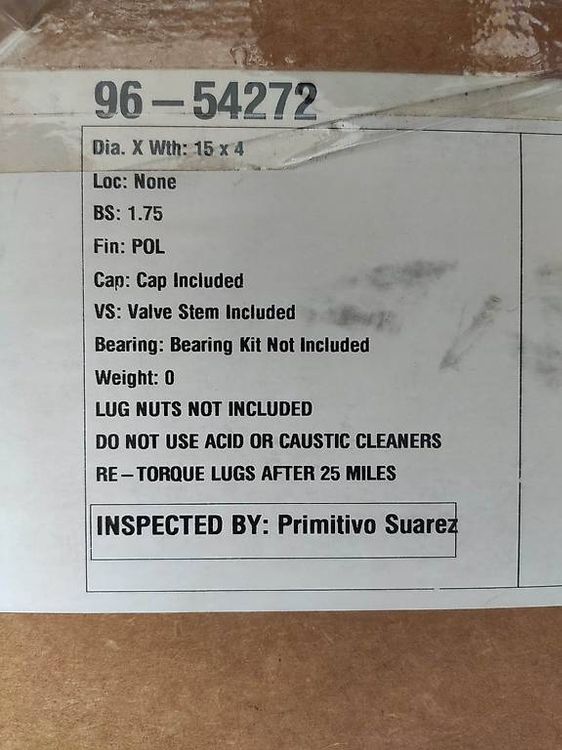 96-54272
Dia. X Wth: 15 x 4
Loc: None
BS: 1.75
Fin: POL
Cap: Cap Included
VS: Valve Stem Included
Bearing: Bearing Kit Not Included
Weight: 0
LUG NUTS NOT INCLUDED
DO NOT USE ACID OR CAUSTIC CLEANERS
RE-TORQUE LUGS AFTER 25 MILES
INSPECTED BY: Primitivo Suarez